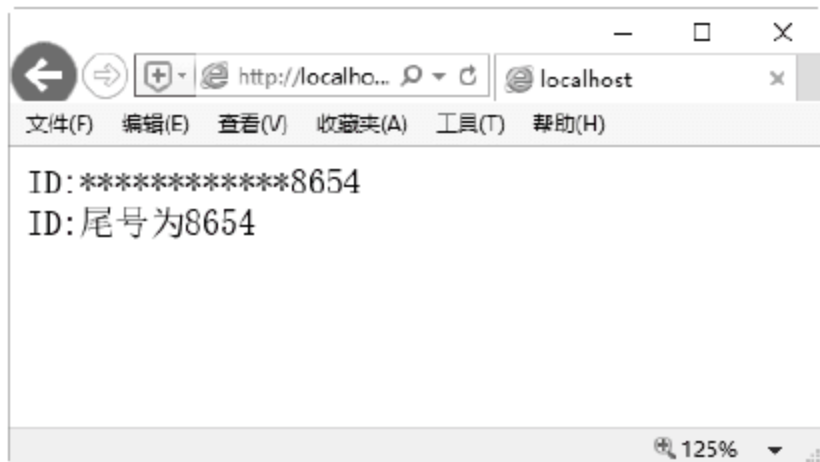 http://localho...
localhost
文件(F) 编辑(E) 查看(V) 收藏夹(A) 工具(T) 帮助(H)
ID:************8654
ID:尾号为8654
125%